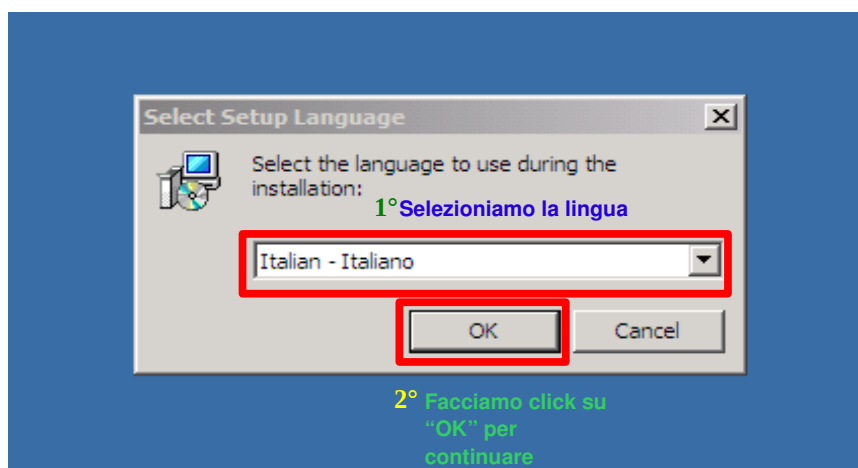 Select Setup Language
Select the language to use during the
installation:
1° Selezioniamo la lingua
Italian - Italiano
OK
Cancel
2° Facciamo click su
“OK” per
continuare